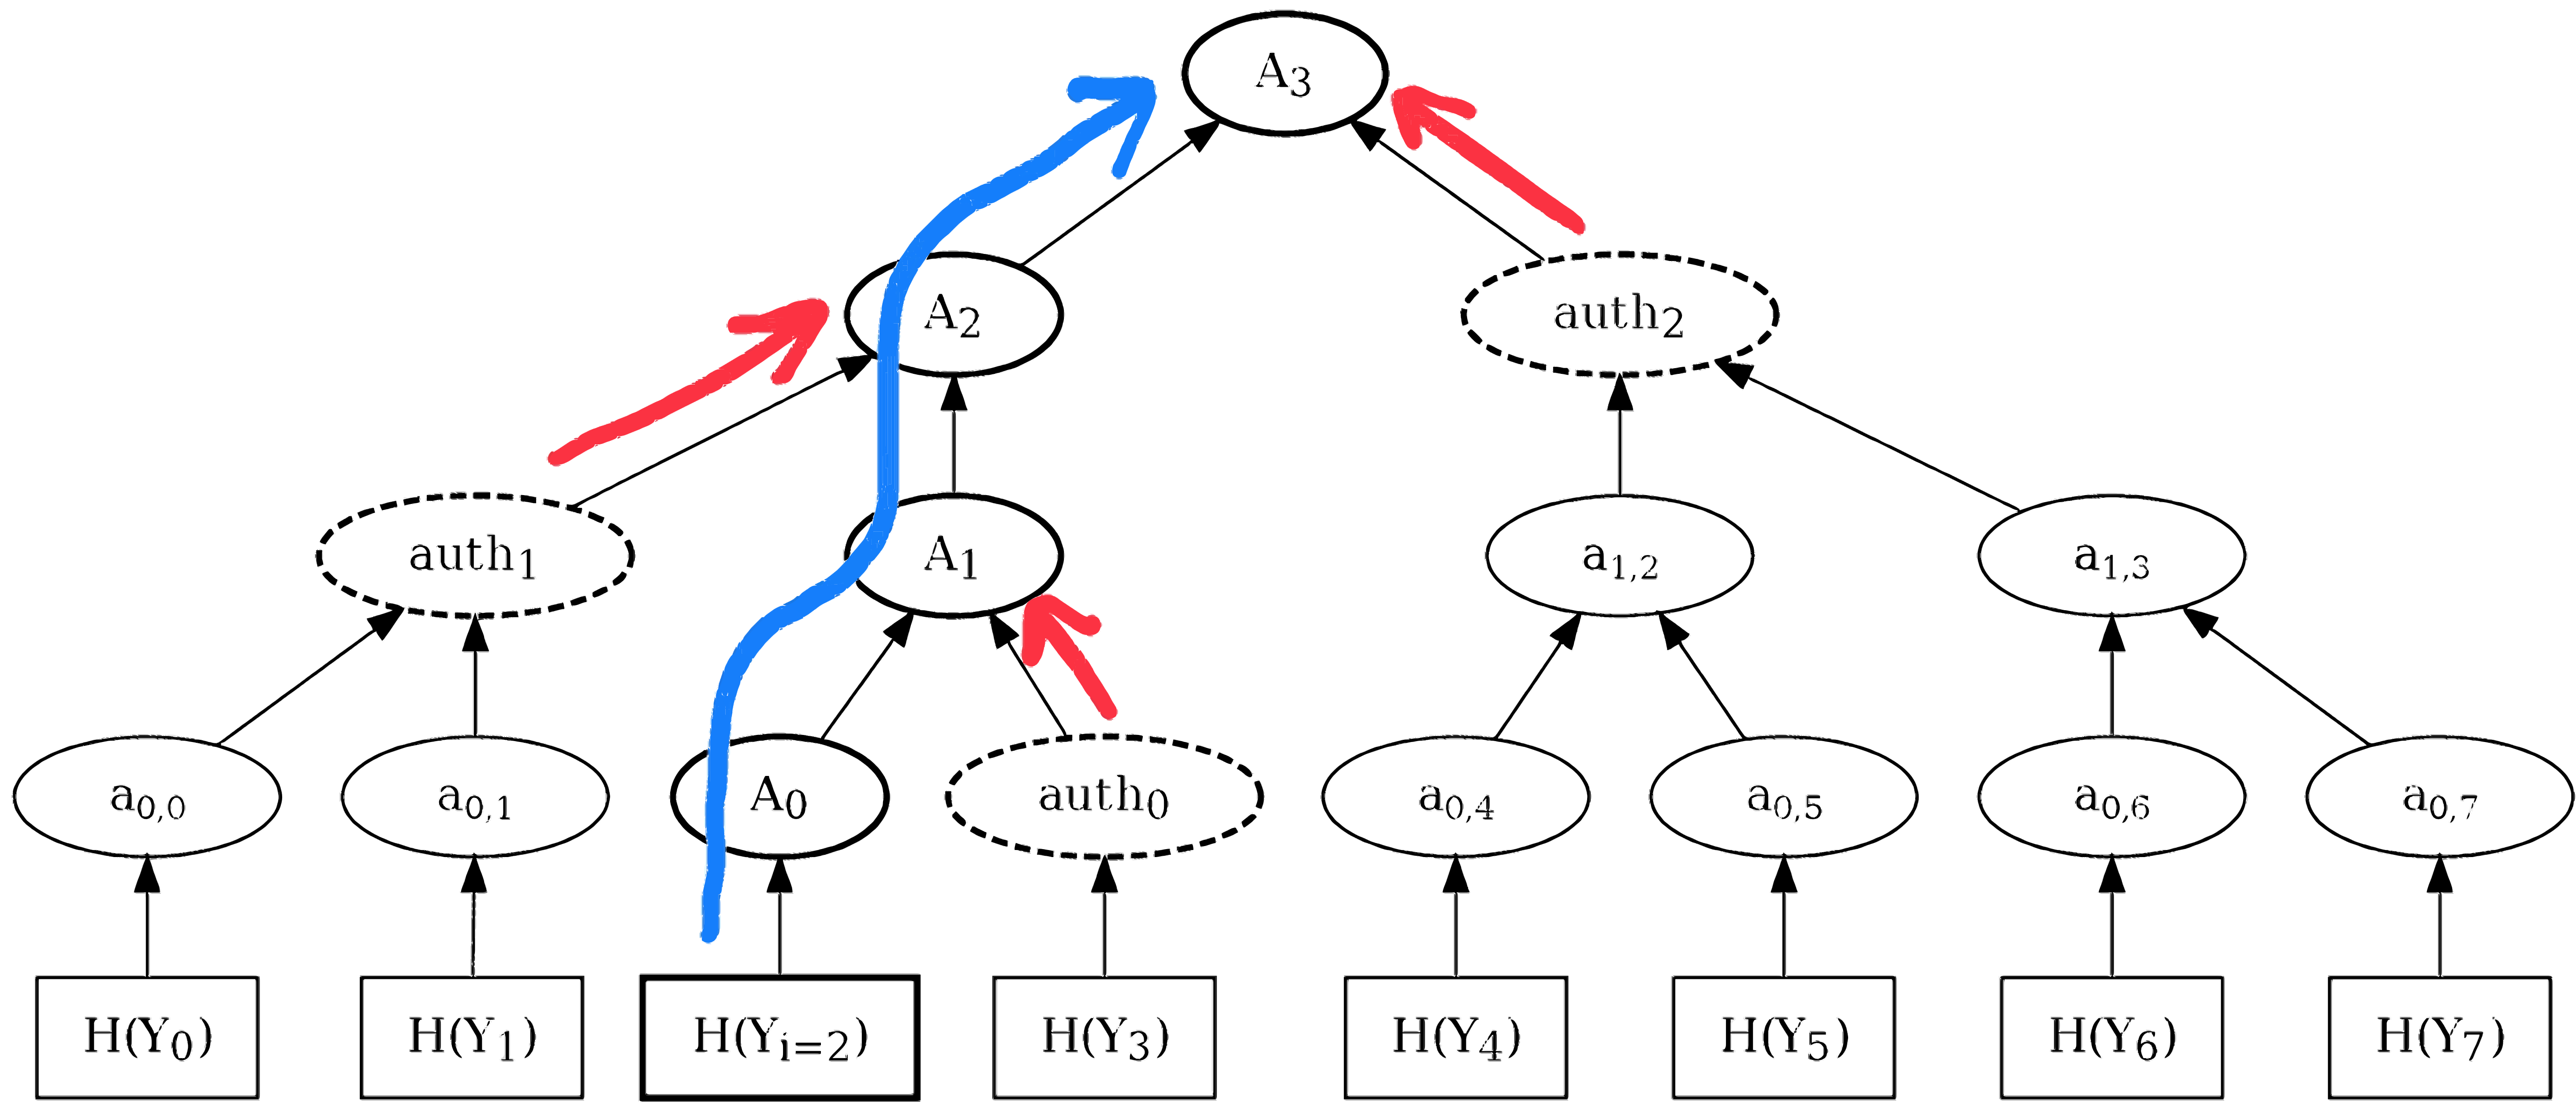 A₃
A₂ auth₂
auth₁ A₁ a₁,₂ a₁,₃
a₀,₀ a₀,₁ A₀ auth₀ a₀,₄ a₀,₅ a₀,₆ a₀,₇
H(Y₀) H(Y₁) H(Yᵢ₌₂) H(Y₃) H(Y₄) H(Y₅) H(Y₆) H(Y₇)